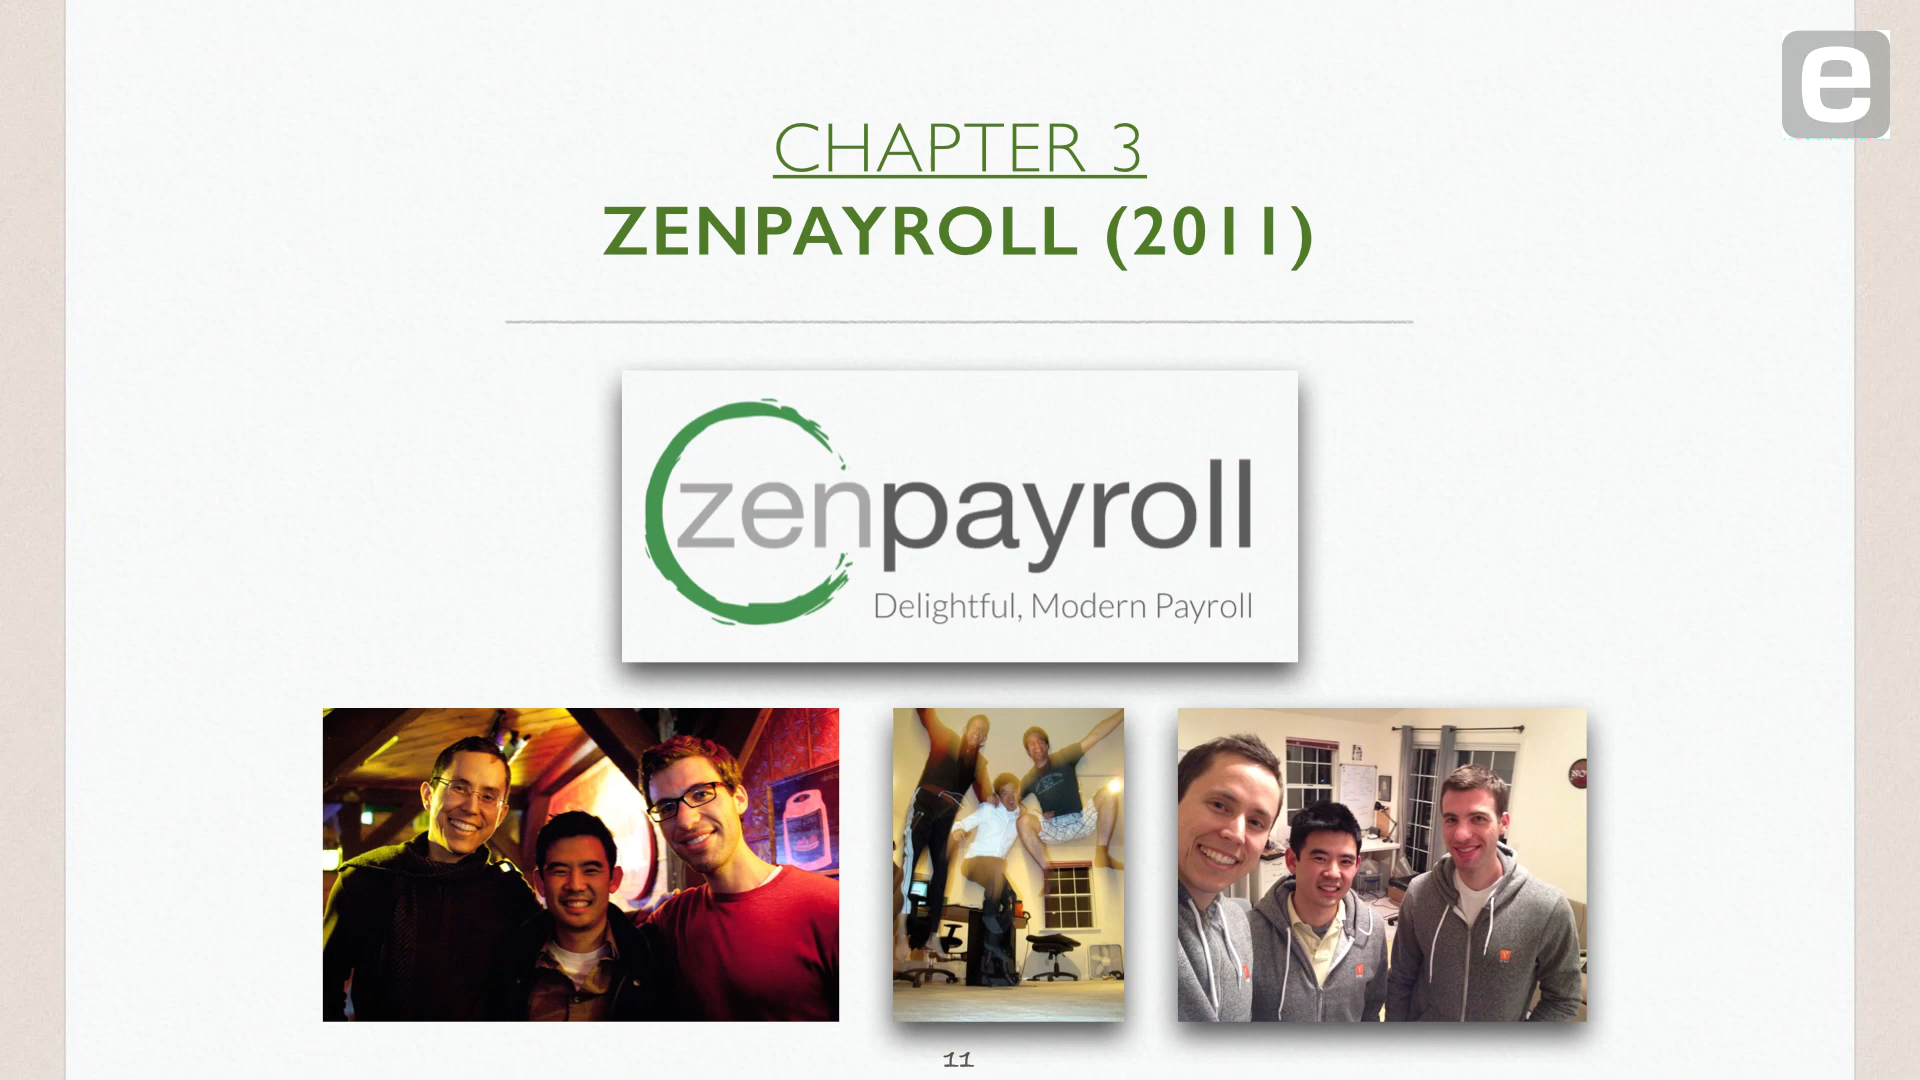 e
CHAPTER 3
ZENPAYROLL (2011)
zenpayroll
Delightful, Modern Payroll
11